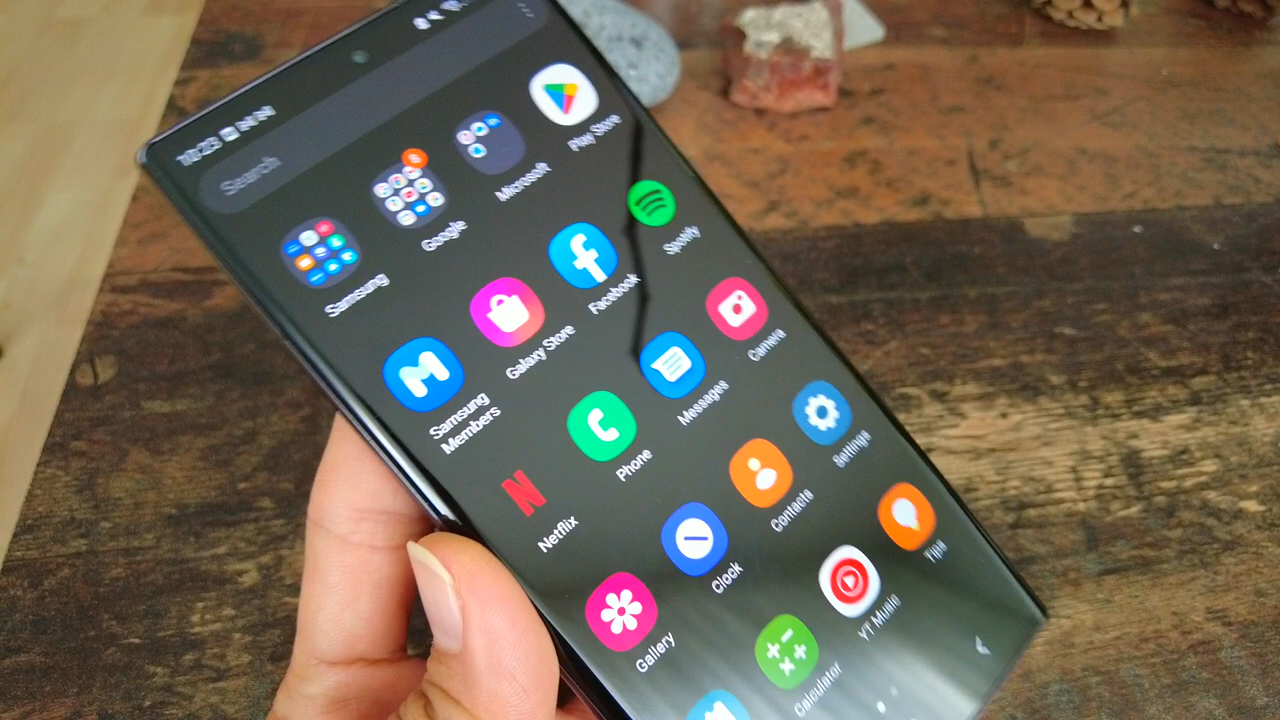 Search
Samsung
Google
Microsoft
Play Store
Samsung
Members
Galaxy Store
Facebook
Spotify
Netflix
Phone
Messages
Camera
Gallery
Clock
Contacts
Settings
Calculator
YT Music
Tips